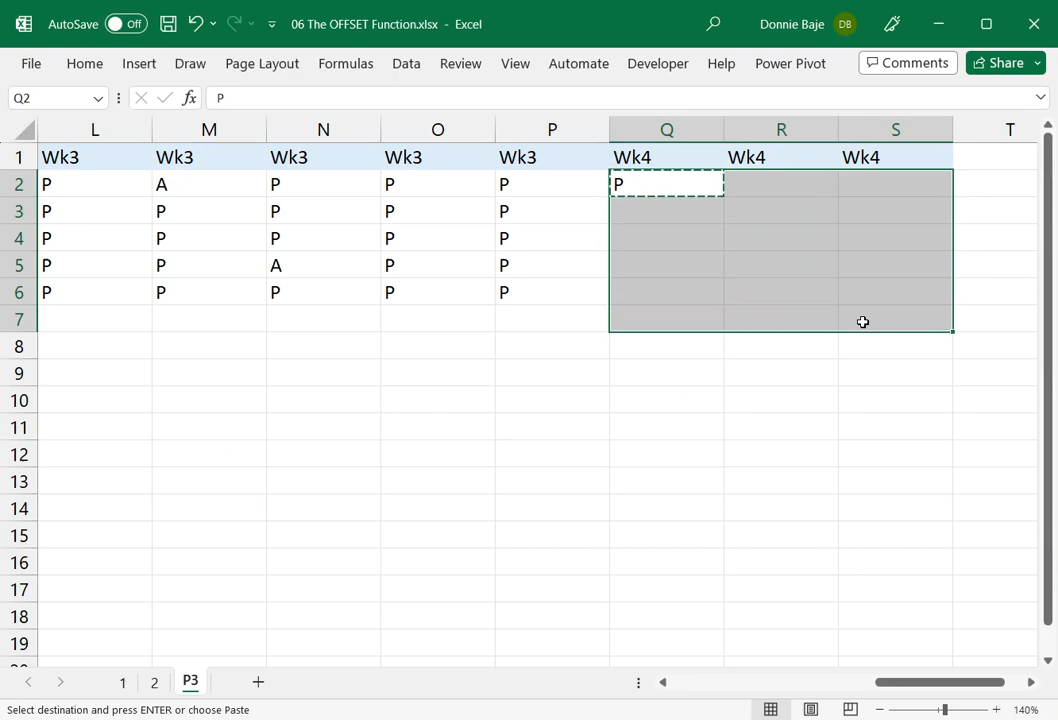 AutoSave Off 06 The OFFSET Function.xlsx - Excel Donnie Baje DB
File Home Insert Draw Page Layout Formulas Data Review View Automate Developer Help Power Pivot Comments Share
Q2 fx P
L M N O P Q R S T
1 Wk3 Wk3 Wk3 Wk3 Wk3 Wk4 Wk4 Wk4
2 P A P P P P
3 P P P P P
4 P P P P P
5 P P A P P
6 P P P P P
7
8
9
10
11
12
13
14
15
16
17
18
19
20
1 2 P3
Select destination and press ENTER or choose Paste 140%